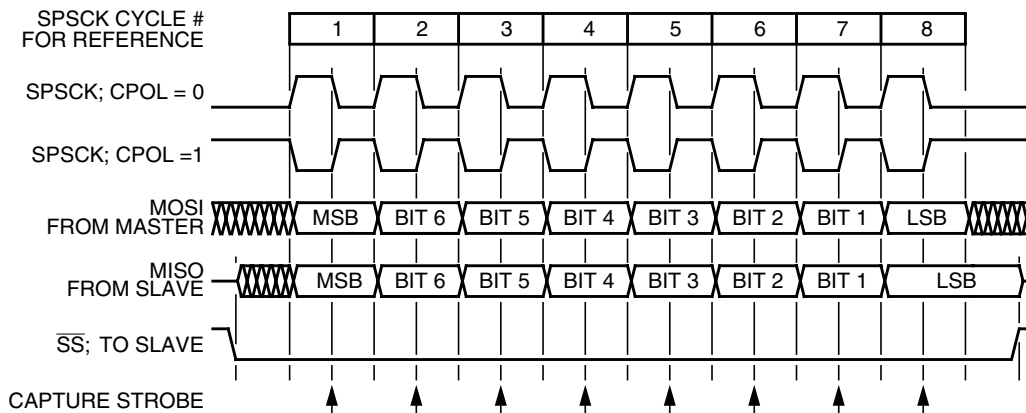 SPSCK CYCLE #
FOR REFERENCE
1 2 3 4 5 6 7 8
SPSCK; CPOL = 0
SPSCK; CPOL =1
MOSI
FROM MASTER
MSB BIT 6 BIT 5 BIT 4 BIT 3 BIT 2 BIT 1 LSB
MISO
FROM SLAVE
MSB BIT 6 BIT 5 BIT 4 BIT 3 BIT 2 BIT 1 LSB
SS; TO SLAVE
CAPTURE STROBE